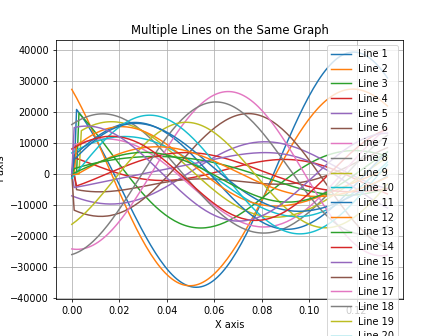 Multiple Lines on the Same Graph
40000
30000
20000
10000
0
-10000
-20000
-30000
-40000
0.00
0.02
0.04
0.06
0.08
0.10
X axis
Line 1
Line 2
Line 3
Line 4
Line 5
Line 6
Line 7
Line 8
Line 9
Line 10
Line 11
Line 12
Line 13
Line 14
Line 15
Line 16
Line 17
Line 18
Line 19